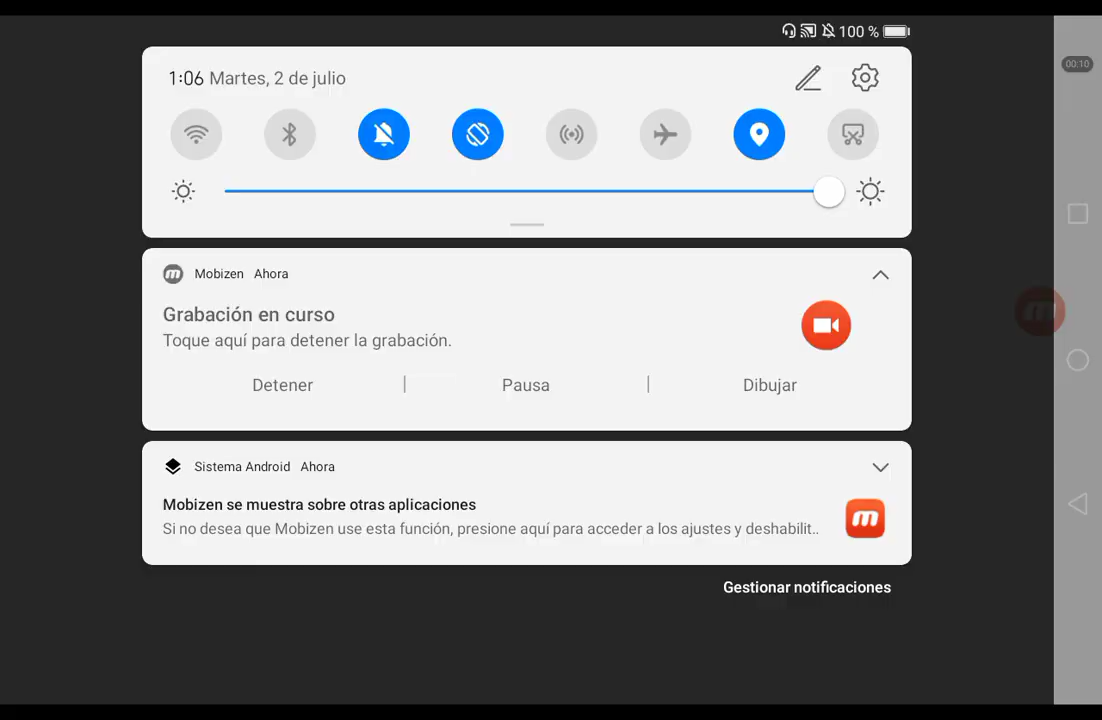 100 %
00:10
1:06 Martes, 2 de julio
Mobizen Ahora
Grabación en curso
Toque aquí para detener la grabación.
Detener | Pausa | Dibujar
Sistema Android Ahora
Mobizen se muestra sobre otras aplicaciones
Si no desea que Mobizen use esta función, presione aquí para acceder a los ajustes y deshabilit..
Gestionar notificaciones